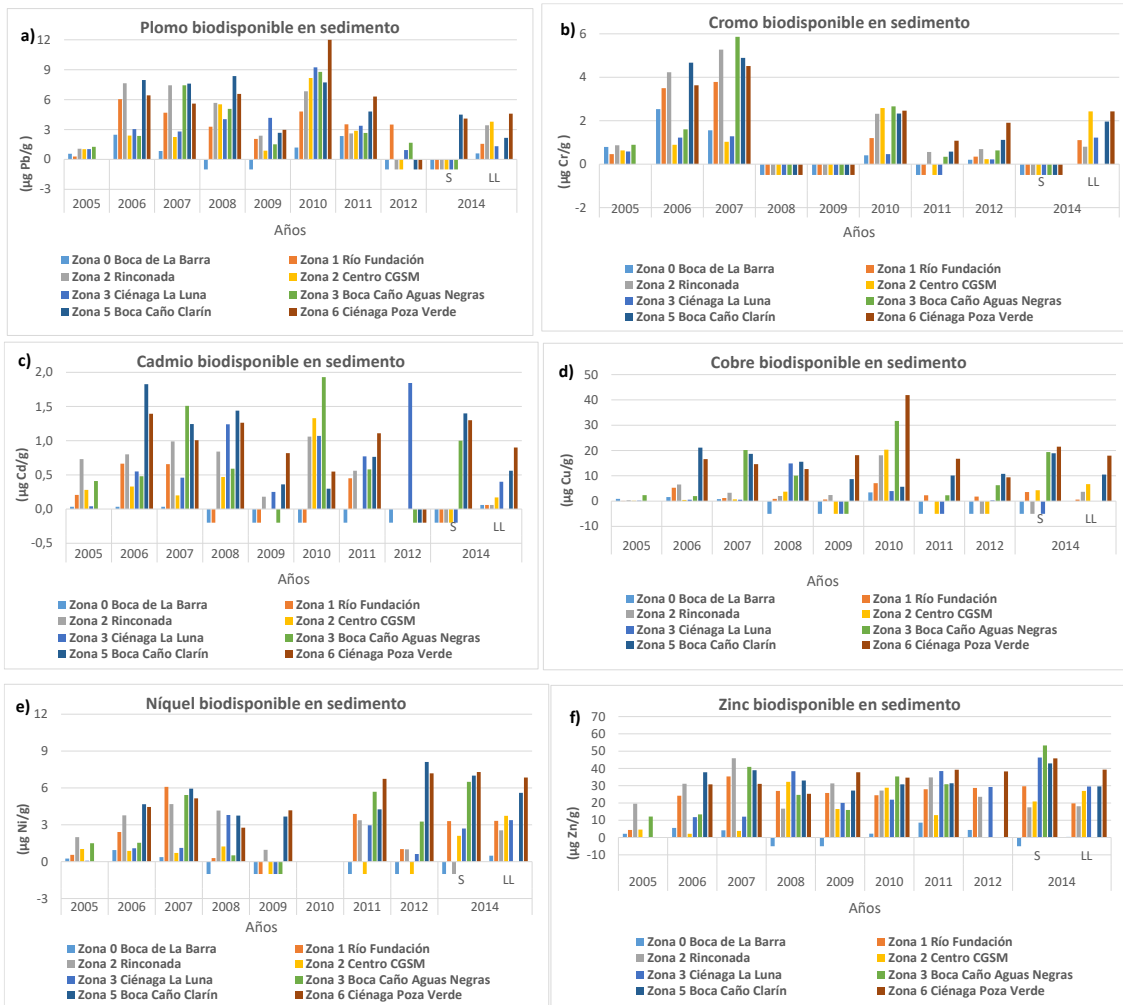 a)
Plomo biodisponible en sedimento
(µg Pb/g)
12
9
6
3
0
-3
S LL
2005 2006 2007 2008 2009 2010 2011 2012 2014
Años
Zona 0 Boca de La Barra Zona 1 Río Fundación
Zona 2 Rinconada Zona 2 Centro CGSM
Zona 3 Ciénaga La Luna Zona 3 Boca Caño Aguas Negras
Zona 5 Boca Caño Clarín Zona 6 Ciénaga Poza Verde
b)
Cromo biodisponible en sedimento
(µg Cr/g)
6
4
2
0
-2
S LL
2005 2006 2007 2008 2009 2010 2011 2012 2014
Años
Zona 0 Boca de La Barra Zona 1 Río Fundación
Zona 2 Rinconada Zona 2 Centro CGSM
Zona 3 Ciénaga La Luna Zona 3 Boca Caño Aguas Negras
Zona 5 Boca Caño Clarín Zona 6 Ciénaga Poza Verde
c)
Cadmio biodisponible en sedimento
(µg Cd/g)
2,0
1,5
1,0
0,5
0,0
-0,5
S LL
2005 2006 2007 2008 2009 2010 2011 2012 2014
Años
Zona 0 Boca de La Barra Zona 1 Río Fundación
Zona 2 Rinconada Zona 2 Centro CGSM
Zona 3 Ciénaga La Luna Zona 3 Boca Caño Aguas Negras
Zona 5 Boca Caño Clarín Zona 6 Ciénaga Poza Verde
d)
Cobre biodisponible en sedimento
(µg Cu/g)
50
40
30
20
10
0
-10
S LL
2005 2006 2007 2008 2009 2010 2011 2012 2014
Años
Zona 0 Boca de La Barra Zona 1 Río Fundación
Zona 2 Rinconada Zona 2 Centro CGSM
Zona 3 Ciénaga La Luna Zona 3 Boca Caño Aguas Negras
Zona 5 Boca Caño Clarín Zona 6 Ciénaga Poza Verde
e)
Níquel biodisponible en sedimento
(µg Ni/g)
12
9
6
3
0
-3
S LL
2005 2006 2007 2008 2009 2010 2011 2012 2014
Años
Zona 0 Boca de La Barra Zona 1 Río Fundación
Zona 2 Rinconada Zona 2 Centro CGSM
Zona 3 Ciénaga La Luna Zona 3 Boca Caño Aguas Negras
Zona 5 Boca Caño Clarín Zona 6 Ciénaga Poza Verde
f)
Zinc biodisponible en sedimento
(µg Zn/g)
70
60
50
40
30
20
10
0
-10
S LL
2005 2006 2007 2008 2009 2010 2011 2012 2014
Años
Zona 0 Boca de La Barra Zona 1 Río Fundación
Zona 2 Rinconada Zona 2 Centro CGSM
Zona 3 Ciénaga La Luna Zona 3 Boca Caño Aguas Negras
Zona 5 Boca Caño Clarín Zona 6 Ciénaga Poza Verde